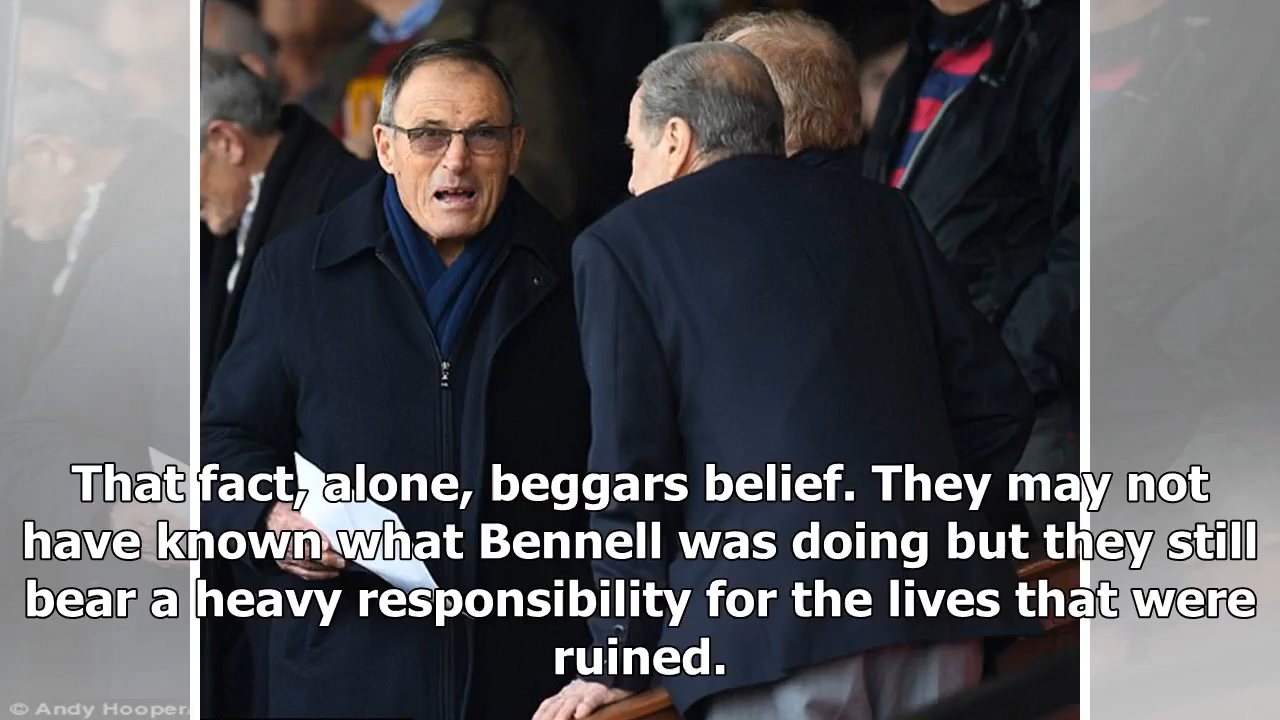 That fact, alone, beggars belief. They may not
have known what Bennell was doing but they still
bear a heavy responsibility for the lives that were
ruined.
© Andy Hooper